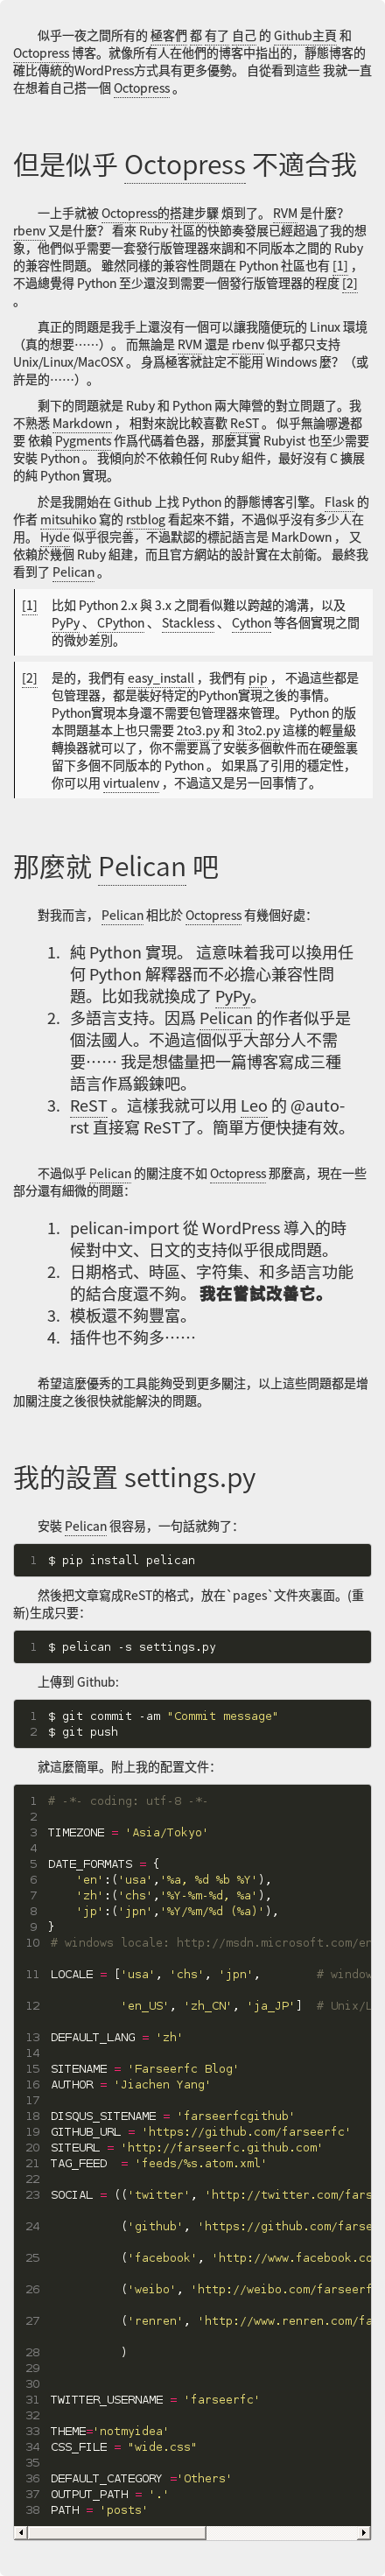 似乎一夜之間所有的 極客們 都 有了 自己 的 Github主頁 和
Octopress 博客。就像所有人在他們的博客中指出的，靜態博客的
確比傳統的WordPress方式具有更多優勢。 自從看到這些 我就一直
在想着自己搭一個 Octopress 。
但是似乎 Octopress 不適合我
一上手就被 Octopress的搭建步驟 煩到了。 RVM 是什麼？
rbenv 又是什麼？ 看來 Ruby 社區的快節奏發展已經超過了我的想
象，他們似乎需要一套發行版管理器來調和不同版本之間的 Ruby
的兼容性問題。 雖然同樣的兼容性問題在 Python 社區也有 [1] ，
不過總覺得 Python 至少還沒到需要一個發行版管理器的程度 [2]
。
真正的問題是我手上還沒有一個可以讓我隨便玩的 Linux 環境
（真的想要……）。 而無論是 RVM 還是 rbenv 似乎都只支持
Unix/Linux/MacOSX 。 身爲極客就註定不能用 Windows 麼？（或
許是的……）。
剩下的問題就是 Ruby 和 Python 兩大陣營的對立問題了。我
不熟悉 Markdown ， 相對來說比較喜歡 ReST 。 似乎無論哪邊都
要 依賴 Pygments 作爲代碼着色器，那麼其實 Rubyist 也至少需要
安裝 Python 。 我傾向於不依賴任何 Ruby 組件，最好沒有 C 擴展
的純 Python 實現。
於是我開始在 Github 上找 Python 的靜態博客引擎。 Flask 的
作者 mitsuhiko 寫的 rstblog 看起來不錯，不過似乎沒有多少人在
用。 Hyde 似乎很完善，不過默認的標記語言是 MarkDown ， 又
依賴於幾個 Ruby 組建，而且官方網站的設計實在太前衛。 最終我
看到了 Pelican 。
[1] 比如 Python 2.x 與 3.x 之間看似難以跨越的鴻溝，以及
PyPy 、 CPython 、 Stackless 、 Cython 等各個實現之間
的微妙差別。
[2] 是的，我們有 easy_install ，我們有 pip ， 不過這些都是
包管理器，都是裝好特定的Python實現之後的事情。
Python實現本身還不需要包管理器來管理。 Python 的版
本問題基本上也只需要 2to3.py 和 3to2.py 這樣的輕量級
轉換器就可以了，你不需要爲了安裝多個軟件而在硬盤裏
留下多個不同版本的 Python 。 如果爲了引用的穩定性，
你可以用 virtualenv ，不過這又是另一回事情了。
那麼就 Pelican 吧
對我而言， Pelican 相比於 Octopress 有幾個好處：
1. 純 Python 實現。 這意味着我可以換用任
何 Python 解釋器而不必擔心兼容性問
題。比如我就換成了 PyPy。
2. 多語言支持。因爲 Pelican 的作者似乎是
個法國人。不過這個似乎大部分人不需
要…… 我是想儘量把一篇博客寫成三種
語言作爲鍛鍊吧。
3. ReST 。這樣我就可以用 Leo 的 @auto-
rst 直接寫 ReST了。簡單方便快捷有效。
不過似乎 Pelican 的關注度不如 Octopress 那麼高，現在一些
部分還有細微的問題：
1. pelican-import 從 WordPress 導入的時
候對中文、日文的支持似乎很成問題。
2. 日期格式、時區、字符集、和多語言功能
的結合度還不夠。 我在嘗試改善它。
3. 模板還不夠豐富。
4. 插件也不夠多……
希望這麼優秀的工具能夠受到更多關注，以上這些問題都是增
加關注度之後很快就能解決的問題。
我的設置 settings.py
安裝 Pelican 很容易，一句話就夠了：
1 $ pip install pelican
然後把文章寫成ReST的格式，放在`pages`文件夾裏面。(重
新)生成只要：
1 $ pelican -s settings.py
上傳到 Github:
1 $ git commit -am "Commit message"
2 $ git push
就這麼簡單。附上我的配置文件：
1 # -*- coding: utf-8 -*-
2
3 TIMEZONE = 'Asia/Tokyo'
4
5 DATE_FORMATS = {
6 'en':('usa','%a, %d %b %Y'),
7 'zh':('chs','%Y-%m-%d, %a'),
8 'jp':('jpn','%Y/%m/%d (%a)'),
9 }
10 # windows locale: http://msdn.microsoft.com/en
11 LOCALE = ['usa', 'chs', 'jpn', # window
12 'en_US', 'zh_CN', 'ja_JP'] # Unix/L
13 DEFAULT_LANG = 'zh'
14
15 SITENAME = 'Farseerfc Blog'
16 AUTHOR = 'Jiachen Yang'
17
18 DISQUS_SITENAME = 'farseerfcgithub'
19 GITHUB_URL = 'https://github.com/farseerfc'
20 SITEURL = 'http://farseerfc.github.com'
21 TAG_FEED = 'feeds/%s.atom.xml'
22
23 SOCIAL = (('twitter', 'http://twitter.com/fars
24 ('github', 'https://github.com/farse
25 ('facebook', 'http://www.facebook.co
26 ('weibo', 'http://weibo.com/farseerf
27 ('renren', 'http://www.renren.com/fa
28 )
29
30
31 TWITTER_USERNAME = 'farseerfc'
32
33 THEME='notmyidea'
34 CSS_FILE = "wide.css"
35
36 DEFAULT_CATEGORY ='Others'
37 OUTPUT_PATH = '.'
38 PATH = 'posts'